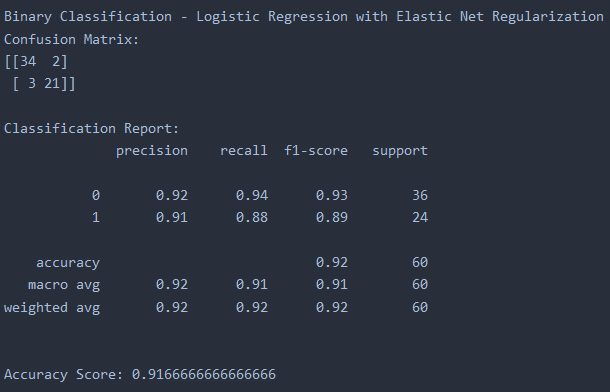 Binary Classification - Logistic Regression with Elastic Net Regularization
Confusion Matrix:
[[34  2]
 [ 3 21]]
Classification Report:
              precision    recall  f1-score   support
           0       0.92      0.94      0.93        36
           1       0.91      0.88      0.89        24
    accuracy                           0.92        60
   macro avg       0.92      0.91      0.91        60
weighted avg       0.92      0.92      0.92        60
Accuracy Score: 0.9166666666666666